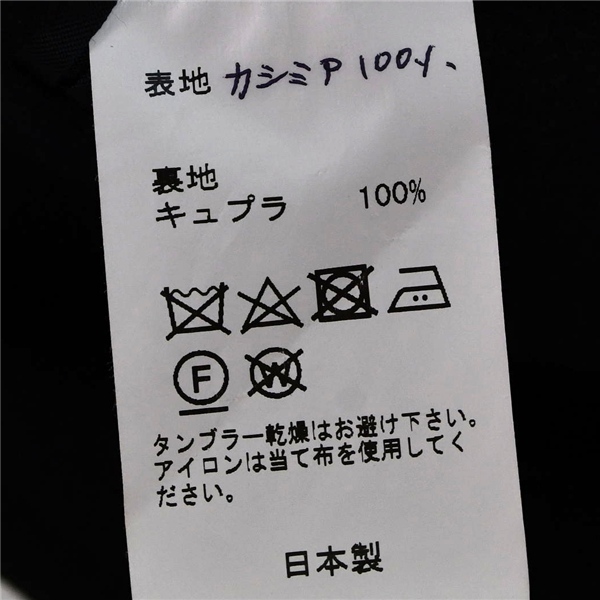 表地 カシミア 100%
裏地
キュプラ 100%
F
W
タンブラー乾燥はお避け下さい。
アイロンは当て布を使用してく
ださい。
日本製